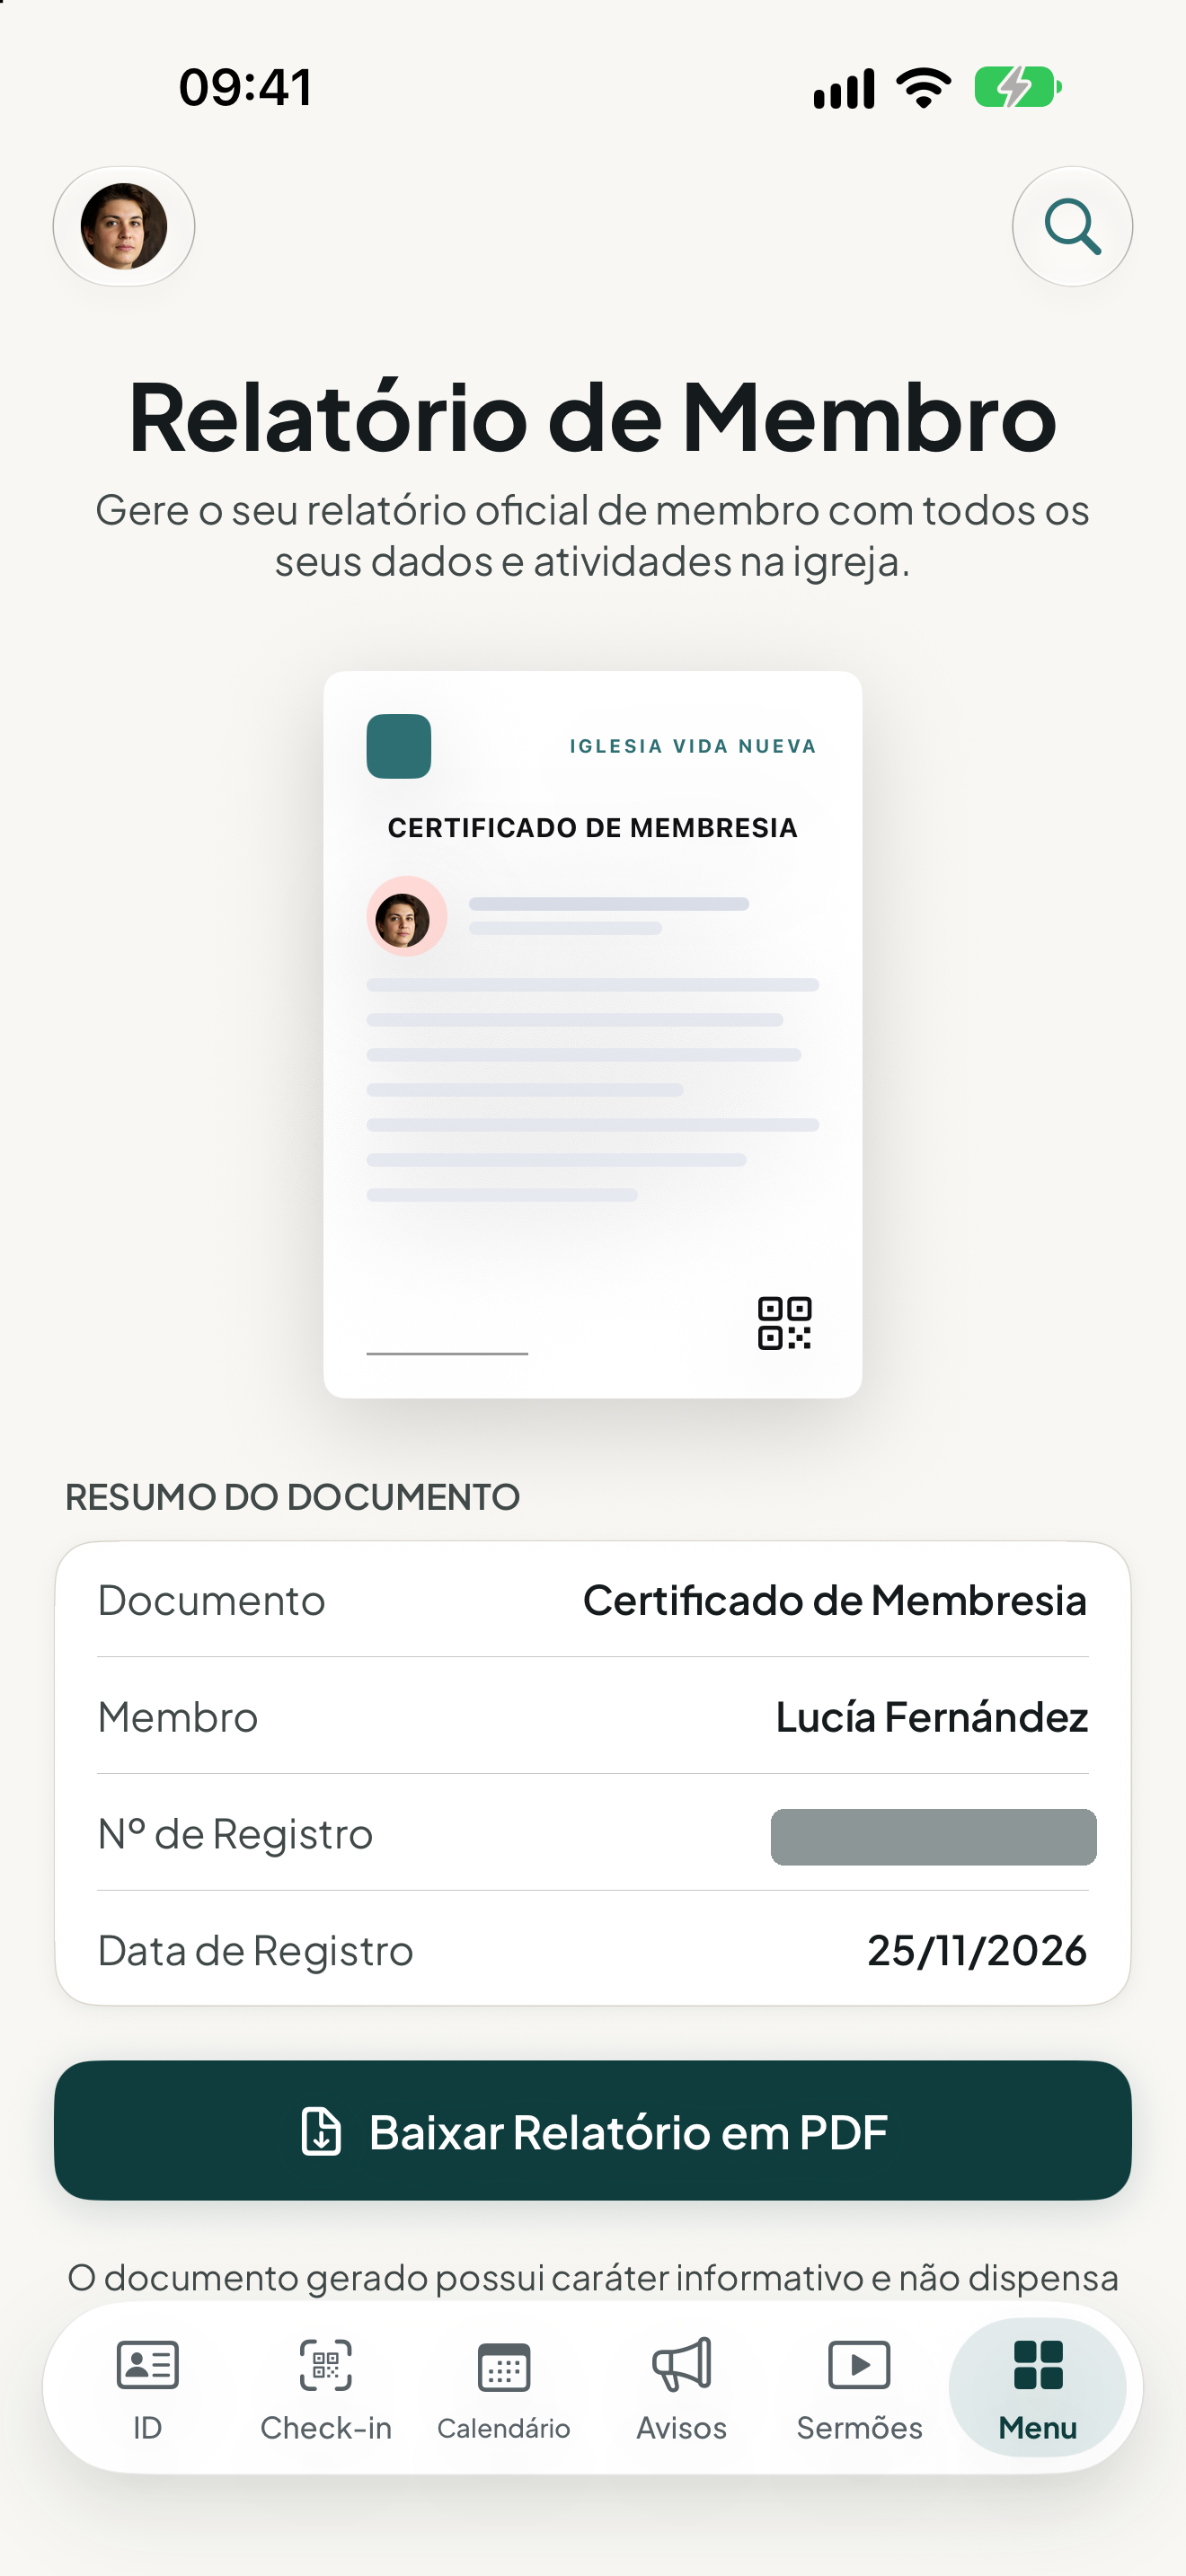 09:41
Relatório de Membro
Gere o seu relatório oficial de membro com todos os
seus dados e atividades na igreja.
IGLESIA VIDA NUEVA
CERTIFICADO DE MEMBRESIA
RESUMO DO DOCUMENTO
Documento Certificado de Membresia
Membro Lucía Fernández
Nº de Registro
Data de Registro 25/11/2026
Baixar Relatório em PDF
O documento gerado possui caráter informativo e não dispensa
ID Check-in Calendário Avisos Sermões Menu